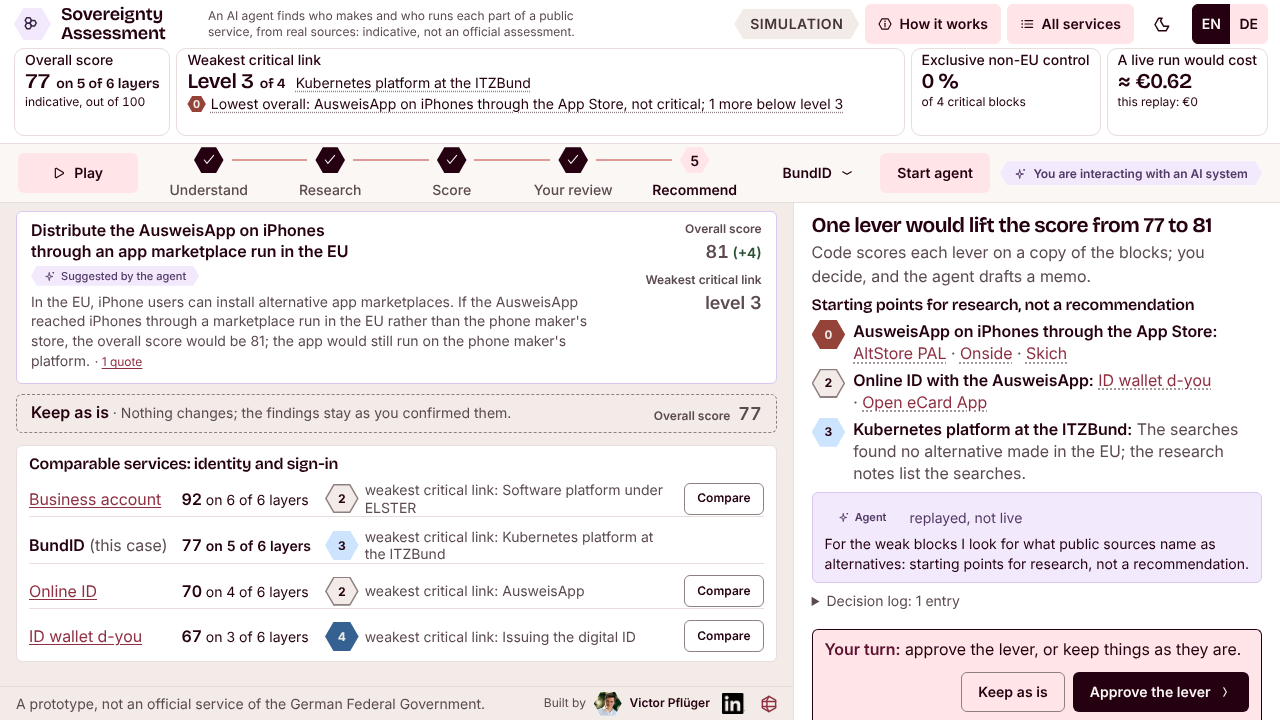 Sovereignty
Assessment
An AI agent finds who makes and who runs each part of a public
service, from real sources: indicative, not an official assessment.
SIMULATION
How it works
All services
EN
DE
Overall score
77 on 5 of 6 layers
indicative, out of 100
Weakest critical link
Level 3 of 4 Kubernetes platform at the ITZBund
0 Lowest overall: AusweisApp on iPhones through the App Store, not critical; 1 more below level 3
Exclusive non-EU control
0 %
of 4 critical blocks
A live run would cost
≈ €0.62
this replay: €0
Play
Understand
Research
Score
Your review
5
Recommend
BundID
Start agent
You are interacting with an AI system
Distribute the AusweisApp on iPhones
through an app marketplace run in the EU
Suggested by the agent
In the EU, iPhone users can install alternative app marketplaces. If the AusweisApp
reached iPhones through a marketplace run in the EU rather than the phone maker's
store, the overall score would be 81; the app would still run on the phone maker's
platform. · 1 quote
Overall score
81 (+4)
Weakest critical link
level 3
Keep as is · Nothing changes; the findings stay as you confirmed them.
Overall score 77
Comparable services: identity and sign-in
Business account 92 on 6 of 6 layers 2 weakest critical link: Software platform under
ELSTER
Compare
BundID (this case) 77 on 5 of 6 layers 3 weakest critical link: Kubernetes platform at
the ITZBund
Online ID 70 on 4 of 6 layers 2 weakest critical link: AusweisApp
Compare
ID wallet d-you 67 on 3 of 6 layers 4 weakest critical link: Issuing the digital ID
Compare
A prototype, not an official service of the German Federal Government.
Built by Victor Pflüger
in
One lever would lift the score from 77 to 81
Code scores each lever on a copy of the blocks; you
decide, and the agent drafts a memo.
Starting points for research, not a recommendation
0 AusweisApp on iPhones through the App Store:
AltStore PAL · Onside · Skich
2 Online ID with the AusweisApp: ID wallet d-you
· Open eCard App
3 Kubernetes platform at the ITZBund: The searches
found no alternative made in the EU; the research
notes list the searches.
Agent replayed, not live
For the weak blocks I look for what public sources name as
alternatives: starting points for research, not a recommendation.
Decision log: 1 entry
Your turn: approve the lever, or keep things as they are.
Keep as is
Approve the lever